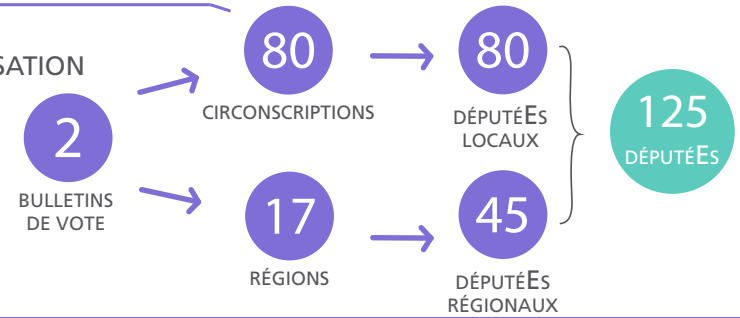 SATION
2
BULLETINS
DE VOTE
80
CIRCONSCRIPTIONS
80
DÉPUTÉES
LOCAUX
17
RÉGIONS
45
DÉPUTÉES
RÉGIONAUX
125
DÉPUTÉES